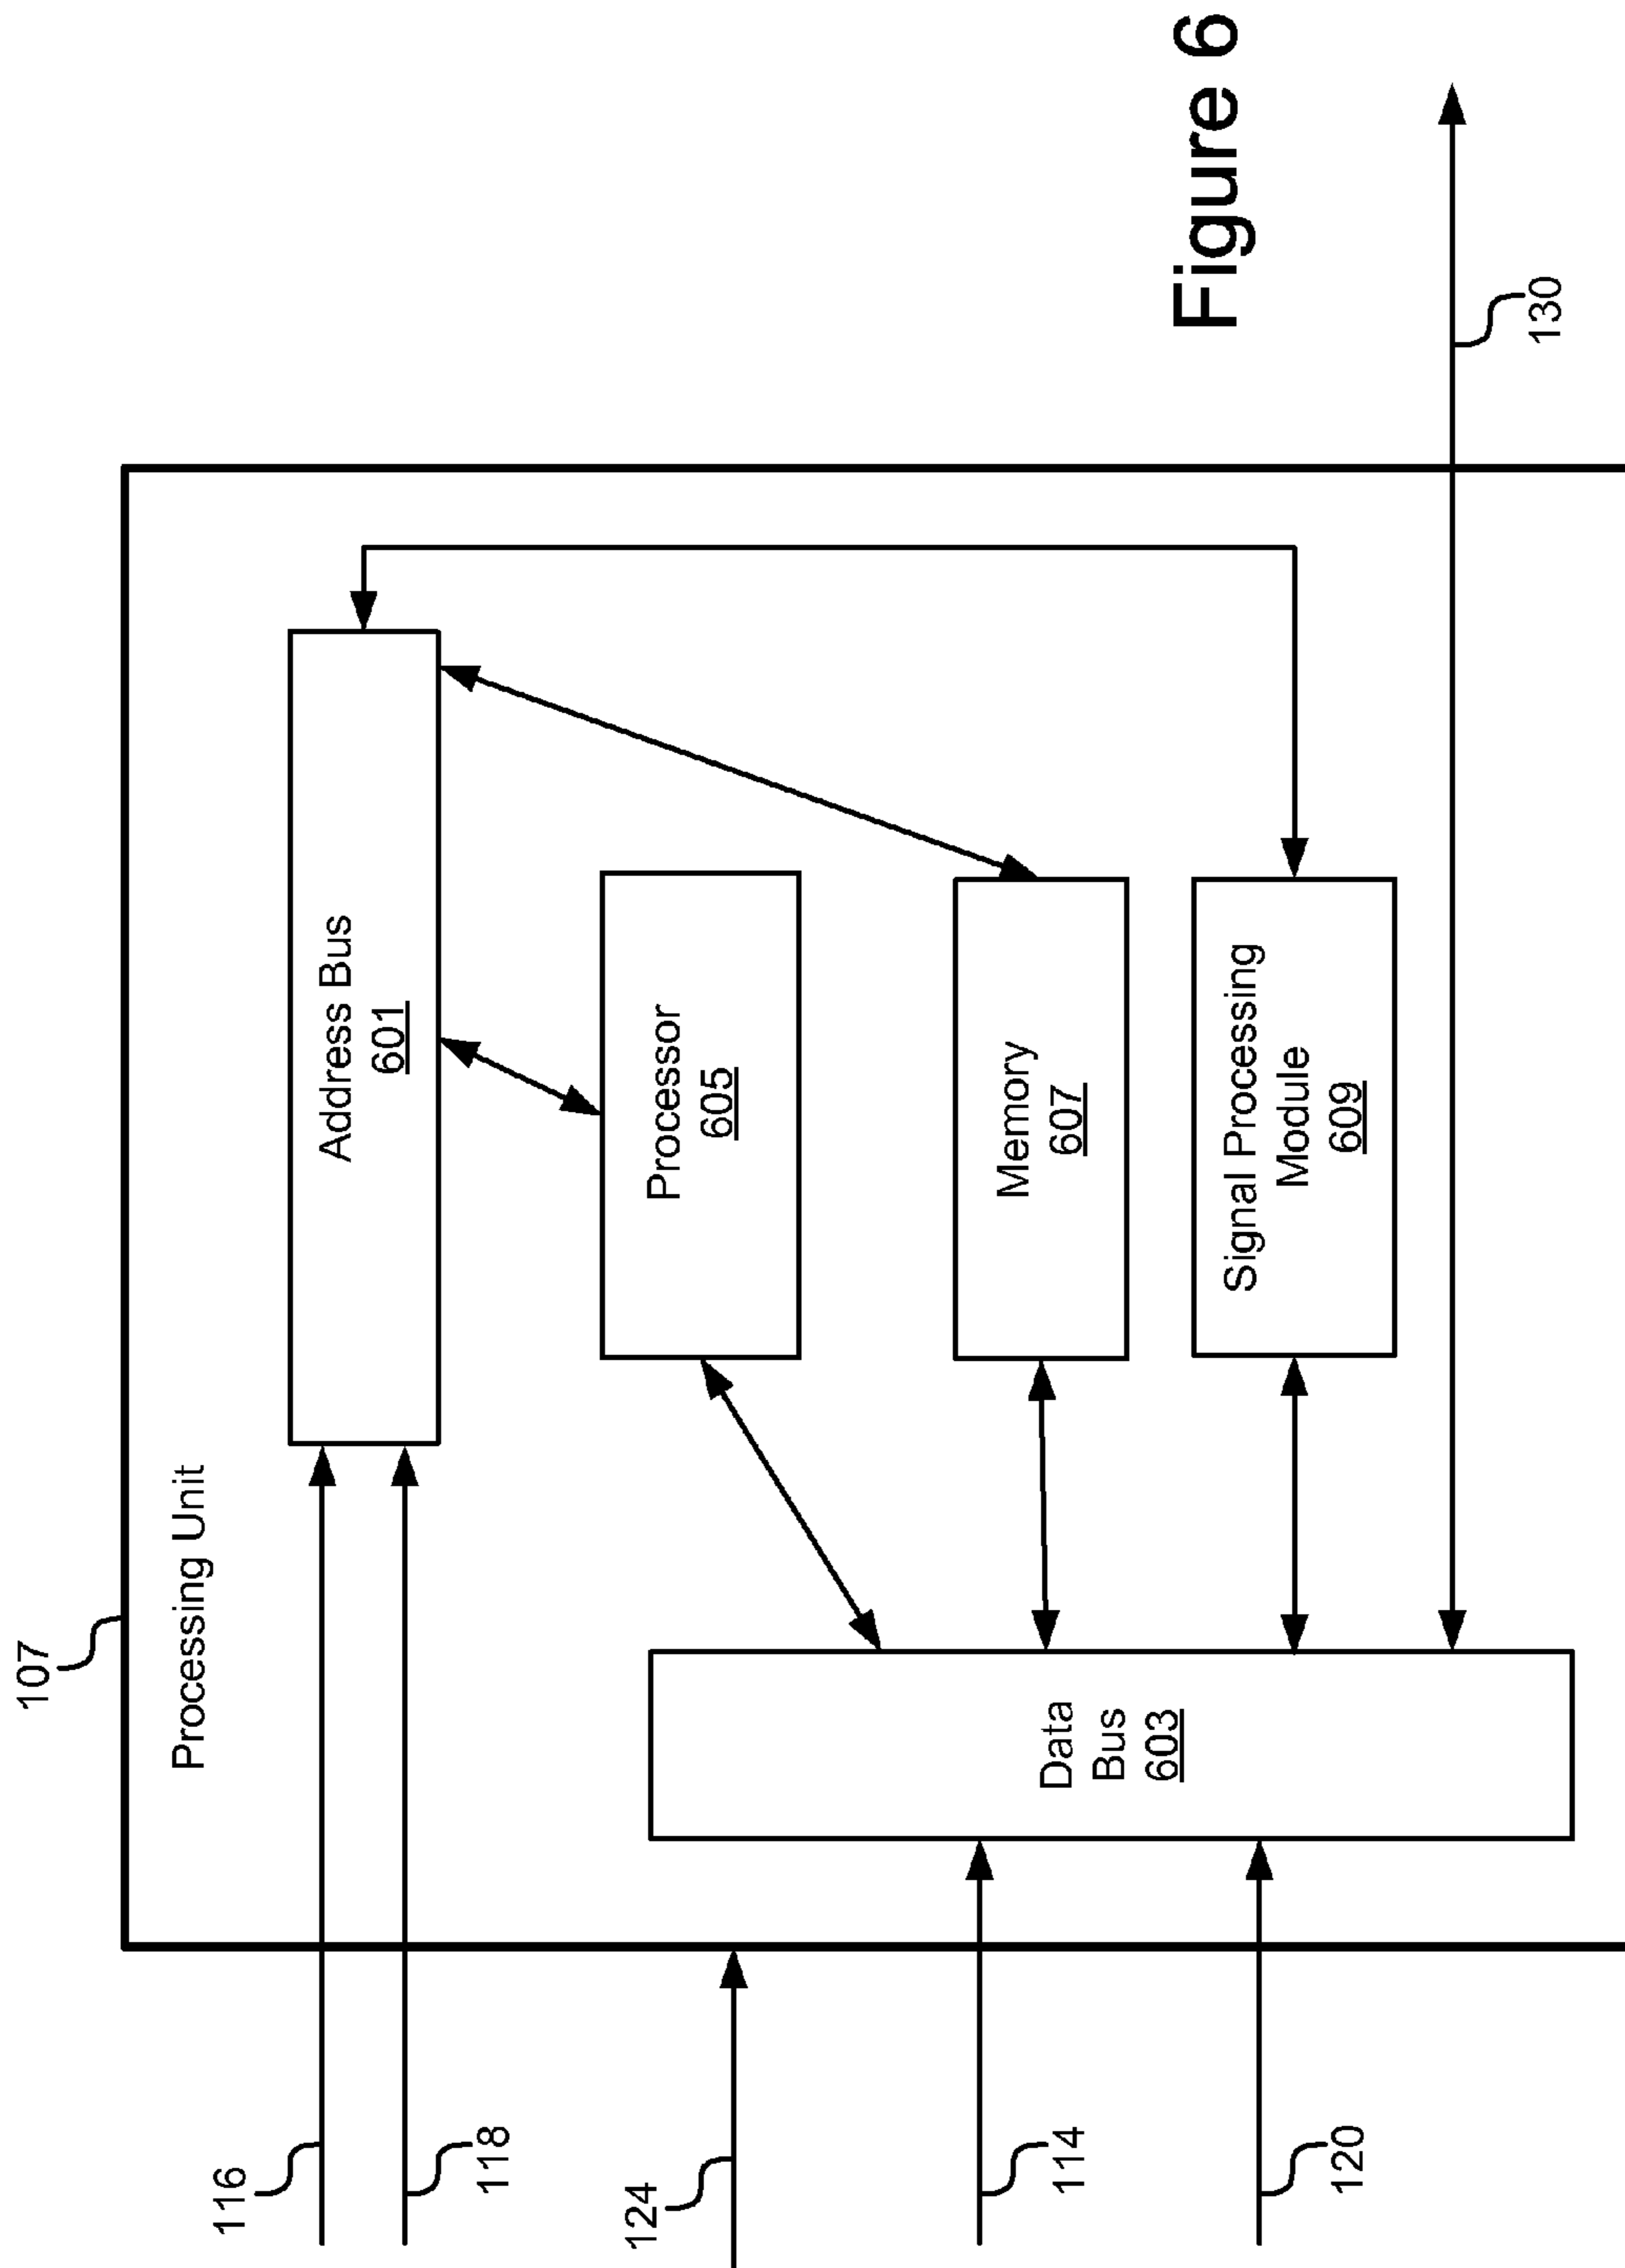 107
Processing Unit
116
118
124
114
120
Address Bus
601
Processor
605
Data
Bus
603
Memory
607
Signal Processing
Module
609
130
Figure 6